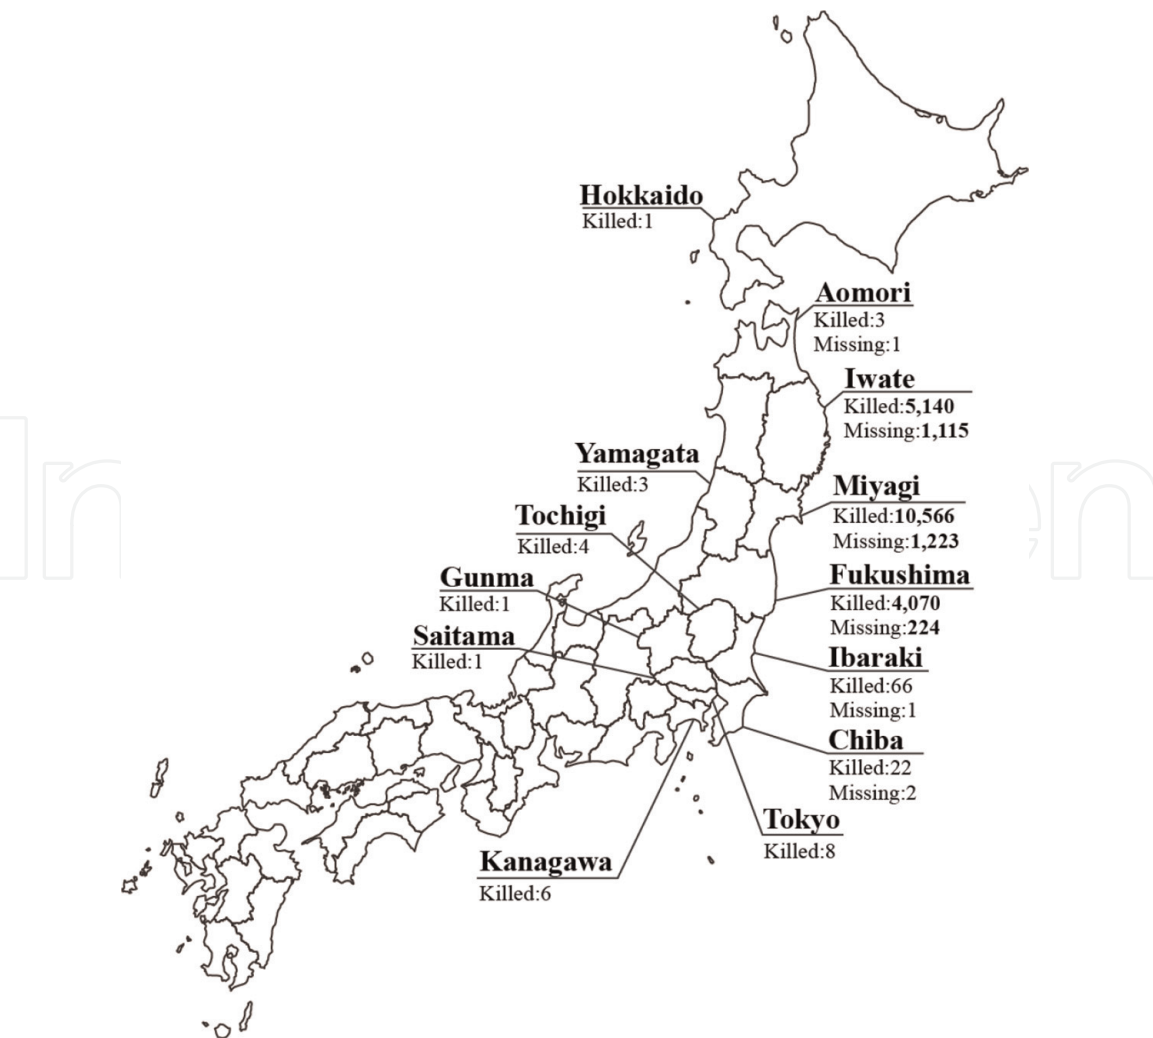 Hokkaido
Killed:1
Aomori
Killed:3
Missing:1
Iwate
Killed:5,140
Missing:1,115
Yamagata
Killed:3
Miyagi
Killed:10,566
Missing:1,223
Tochigi
Killed:4
Gunma
Killed:1
Fukushima
Killed:4,070
Missing:224
Saitama
Killed:1
Ibaraki
Killed:66
Missing:1
Chiba
Killed:22
Missing:2
Tokyo
Killed:8
Kanagawa
Killed:6